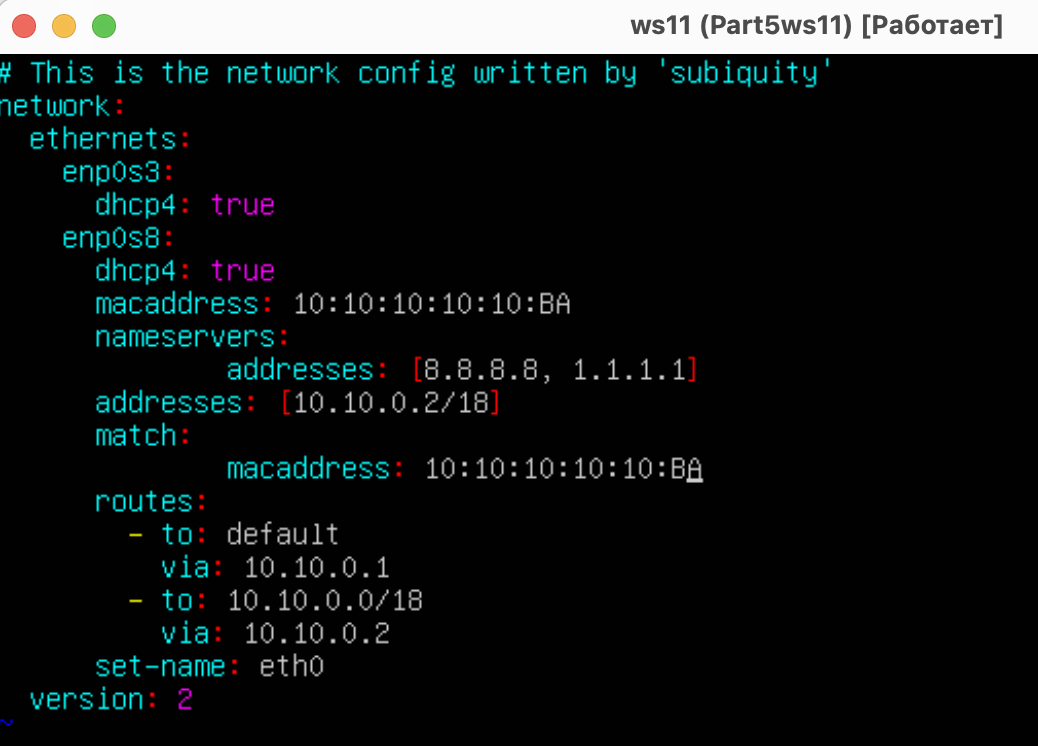 ws11 (Part5ws11) [Работает]
# This is the network config written by 'subiquity'
network:
  ethernets:
    enp0s3:
      dhcp4: true
    enp0s8:
      dhcp4: true
      macaddress: 10:10:10:10:10:BA
      nameservers:
              addresses: [8.8.8.8, 1.1.1.1]
      addresses: [10.10.0.2/18]
      match:
              macaddress: 10:10:10:10:10:BA
      routes:
        - to: default
          via: 10.10.0.1
        - to: 10.10.0.0/18
          via: 10.10.0.2
      set-name: eth0
  version: 2
~